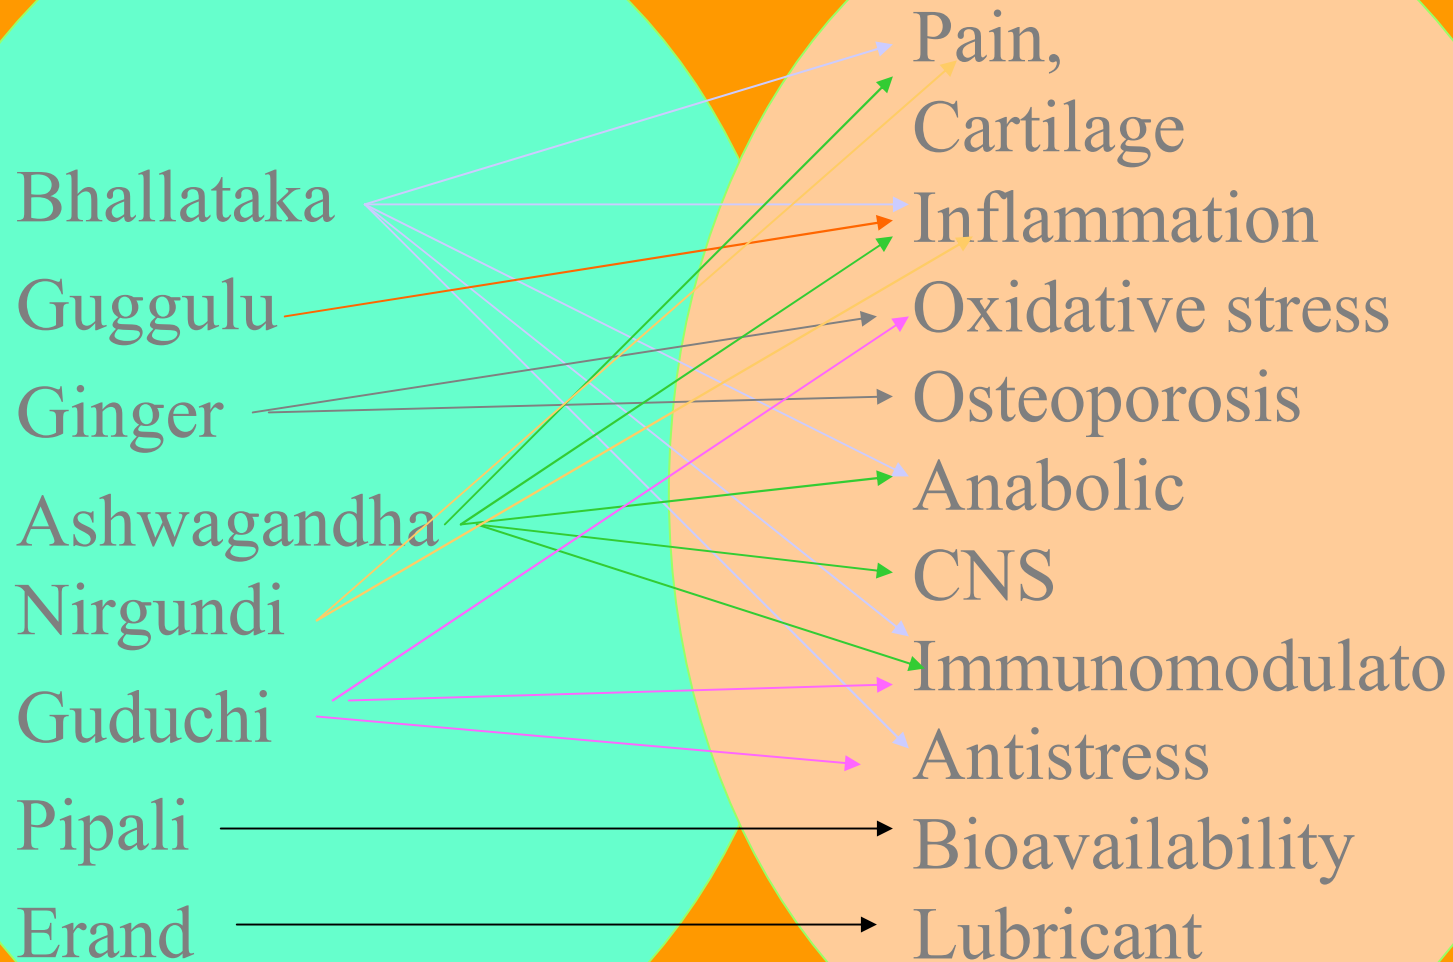 Bhallataka
Guggulu
Ginger
Ashwagandha
Nirgundi
Guduchi
Pipali
Erand
Pain,
Cartilage
Inflammation
Oxidative stress
Osteoporosis
Anabolic
CNS
Immunomodulato
Antistress
Bioavailability
Lubricant